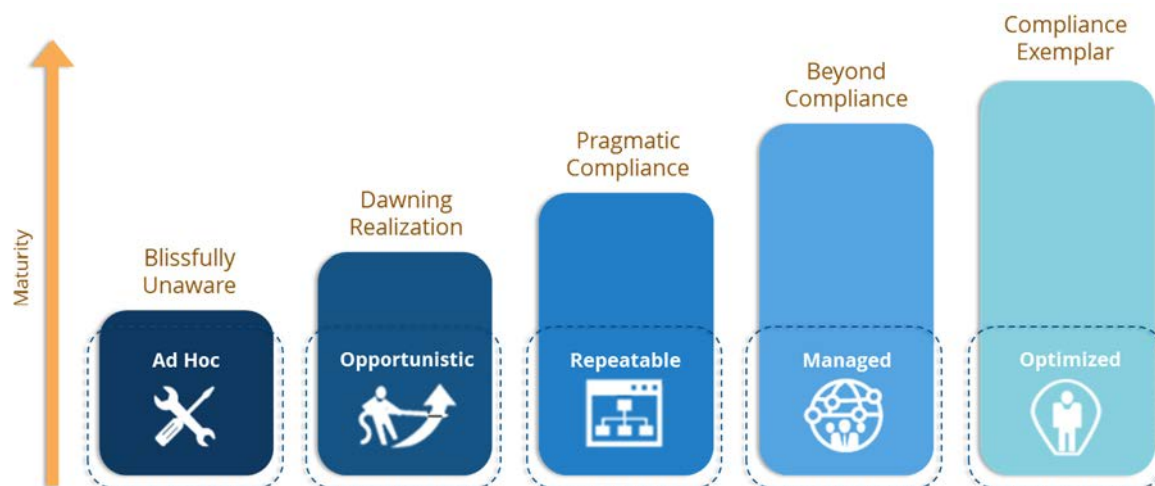 Compliance
Exemplar
Beyond
Compliance
Pragmatic
Compliance
Dawning
Realization
Blissfully
Unaware
Maturity
Ad Hoc
Opportunistic
Repeatable
Managed
Optimized